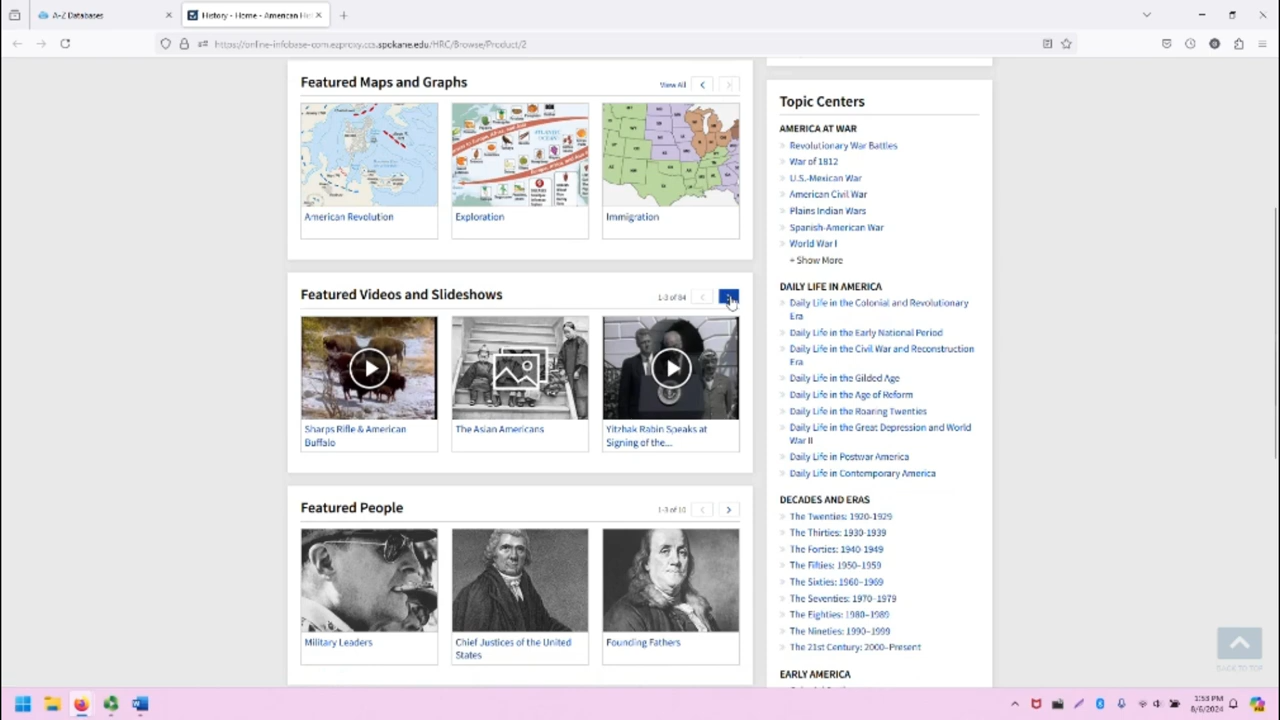 A-Z Databases
History - Home - American His
https://online-infobase-com.ezproxy.ccs.spokane.edu/HRC/Browse/Product/2
Featured Maps and Graphs
View All
American Revolution
Exploration
Immigration
Featured Videos and Slideshows
1-3 of 84
Sharps Rifle & American
Buffalo
The Asian Americans
Yitzhak Rabin Speaks at
Signing of the...
Featured People
1-3 of 10
Military Leaders
Chief Justices of the United
States
Founding Fathers
Topic Centers
AMERICA AT WAR
Revolutionary War Battles
War of 1812
U.S.-Mexican War
American Civil War
Plains Indian Wars
Spanish-American War
World War I
+ Show More
DAILY LIFE IN AMERICA
Daily Life in the Colonial and Revolutionary
Era
Daily Life in the Early National Period
Daily Life in the Civil War and Reconstruction
Era
Daily Life in the Gilded Age
Daily Life in the Age of Reform
Daily Life in the Roaring Twenties
Daily Life in the Great Depression and World
War II
Daily Life in Postwar America
Daily Life in Contemporary America
DECADES AND ERAS
The Twenties: 1920-1929
The Thirties: 1930-1939
The Forties: 1940-1949
The Fifties: 1950–1959
The Sixties: 1960–1969
The Seventies: 1970-1979
The Eighties: 1980–1989
The Nineties: 1990–1999
The 21st Century: 2000–Present
EARLY AMERICA
BACK TO TOP
1:53 PM
8/6/2024